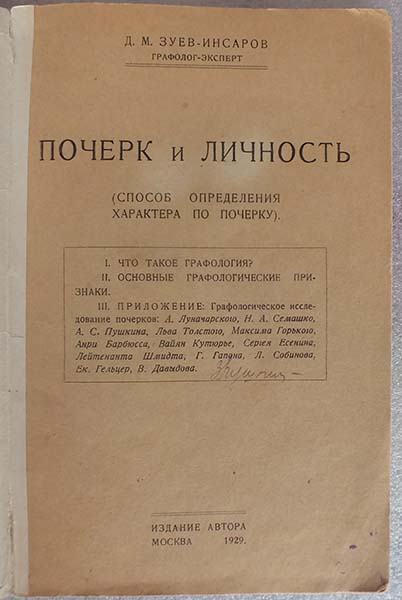 Д. М. ЗУЕВ-ИНСАРОВ
ГРАФОЛОГ-ЭКСПЕРТ
ПОЧЕРК и ЛИЧНОСТЬ
(СПОСОБ ОПРЕДЕЛЕНИЯ
ХАРАКТЕРА ПО ПОЧЕРКУ).
I. ЧТО ТАКОЕ ГРАФОЛОГИЯ?
II. ОСНОВНЫЕ ГРАФОЛОГИЧЕСКИЕ ПРИ-
ЗНАКИ.
III. ПРИЛОЖЕНИЕ: Графологическое иссле-
дование почерков: А. Луначарского, Н. А. Семашко,
А. С. Пушкина, Льва Толстого, Максима Горького,
Анри Барбюсса, Вайян Кутюрье, Сергея Есенина,
Лейтенанта Шмидта, Г. Гапона, Л. Собинова,
Ек. Гельцер, В. Давыдова.
ИЗДАНИЕ АВТОРА
МОСКВА 1929.